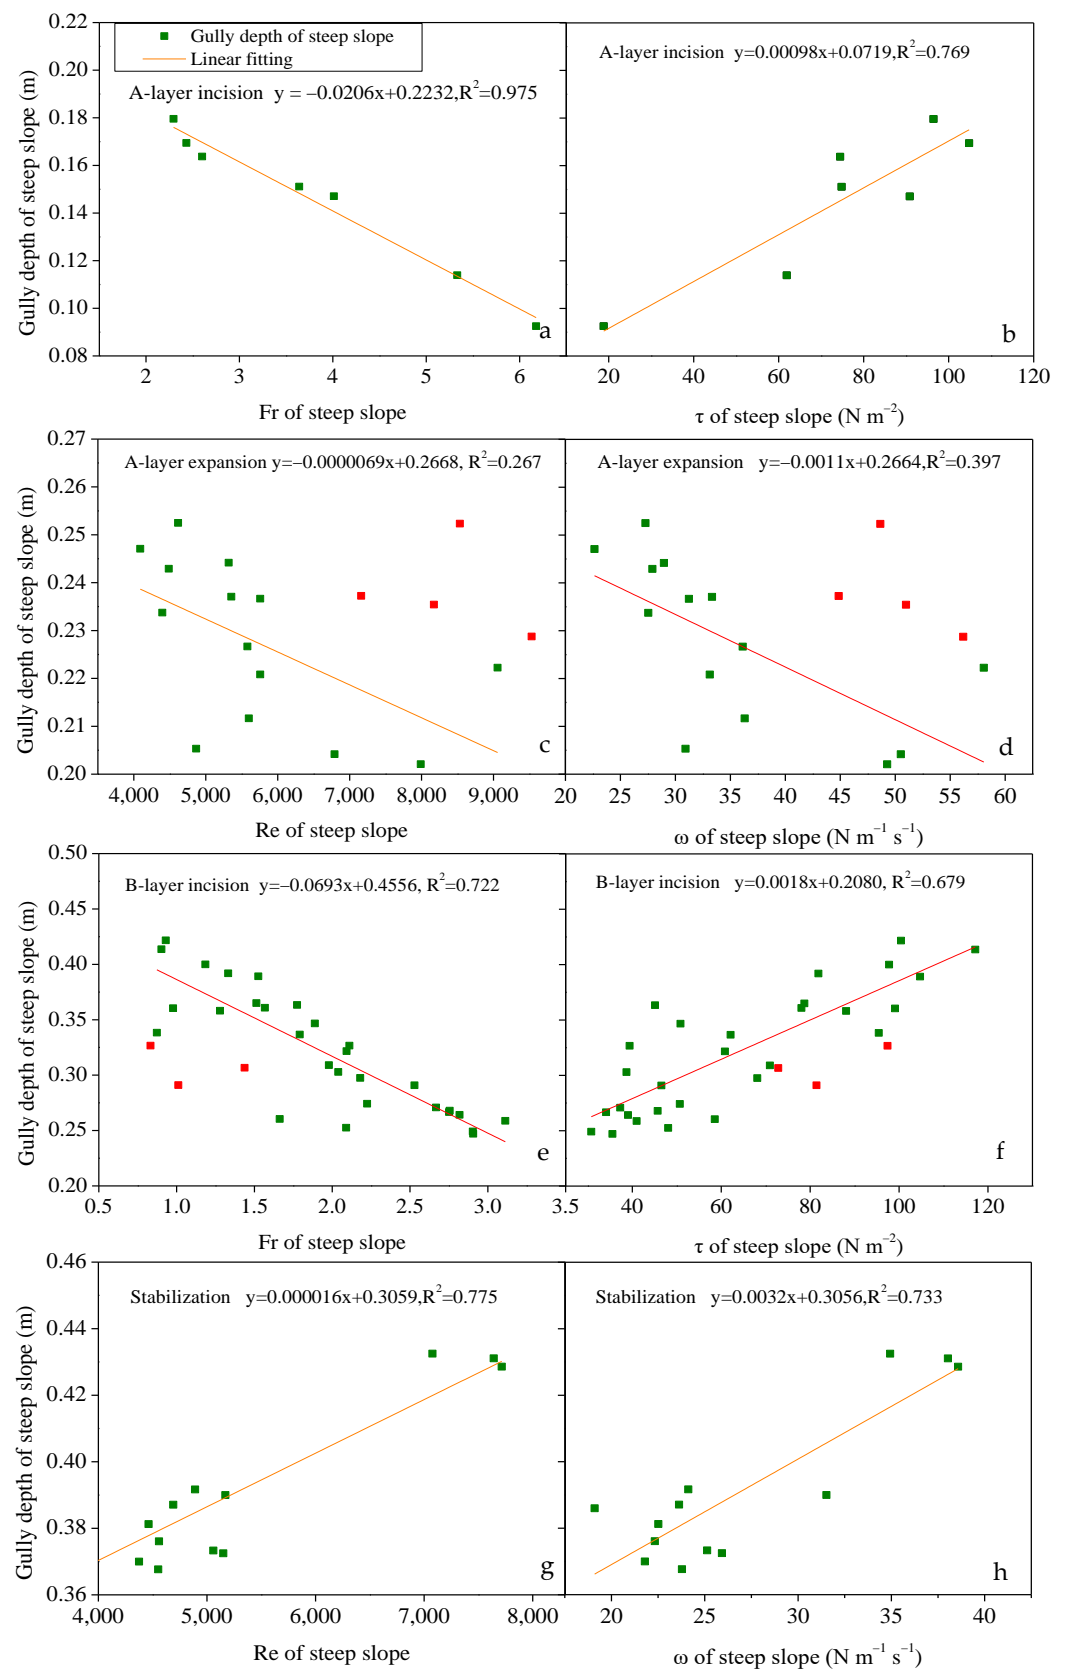 Gully depth of steep slope
Linear fitting
A-layer incision y = −0.0206x+0.2232,R²=0.975
Gully depth of steep slope (m)
0.22
0.20
0.18
0.16
0.14
0.12
0.10
0.08
a
2 3 4 5 6
Fr of steep slope
A-layer incision y=0.00098x+0.0719,R²=0.769
b
20 40 60 80 100 120
τ of steep slope (N m⁻²)
A-layer expansion y=−0.0000069x+0.2668, R²=0.267
Gully depth of steep slope (m)
0.27
0.26
0.25
0.24
0.23
0.22
0.21
0.20
c
4,000 5,000 6,000 7,000 8,000 9,000
Re of steep slope
A-layer expansion y=−0.0011x+0.2664,R²=0.397
d
20 25 30 35 40 45 50 55 60
ω of steep slope (N m⁻¹ s⁻¹)
B-layer incision y=−0.0693x+0.4556, R²=0.722
Gully depth of steep slope (m)
0.50
0.45
0.40
0.35
0.30
0.25
0.20
e
0.5 1.0 1.5 2.0 2.5 3.0 3.5
Fr of steep slope
B-layer incision y=0.0018x+0.2080, R²=0.679
f
40 60 80 100 120
τ of steep slope (N m⁻²)
Stabilization y=0.000016x+0.3059,R²=0.775
Gully depth of steep slope (m)
0.46
0.44
0.42
0.40
0.38
0.36
g
4,000 5,000 6,000 7,000 8,000
Re of steep slope
Stabilization y=0.0032x+0.3056,R²=0.733
h
20 25 30 35 40
ω of steep slope (N m⁻¹ s⁻¹)